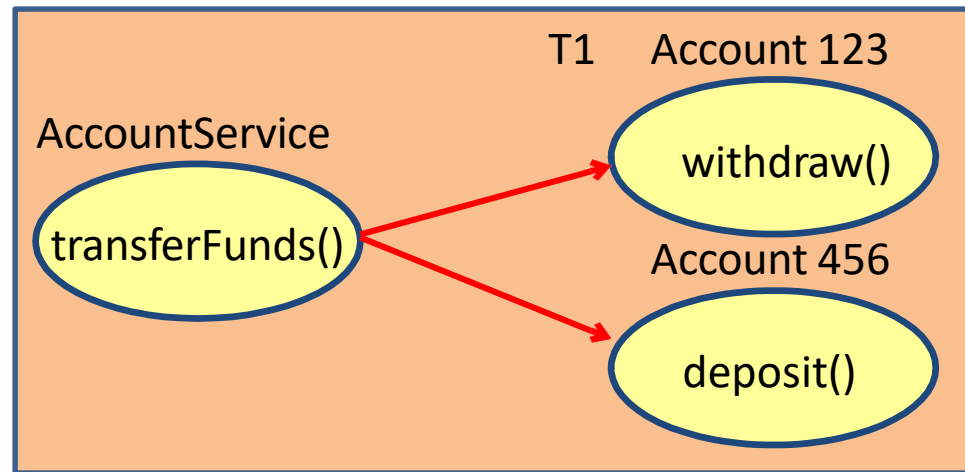 T1 Account 123
AccountService
withdraw()
transferFunds()
Account 456
deposit()